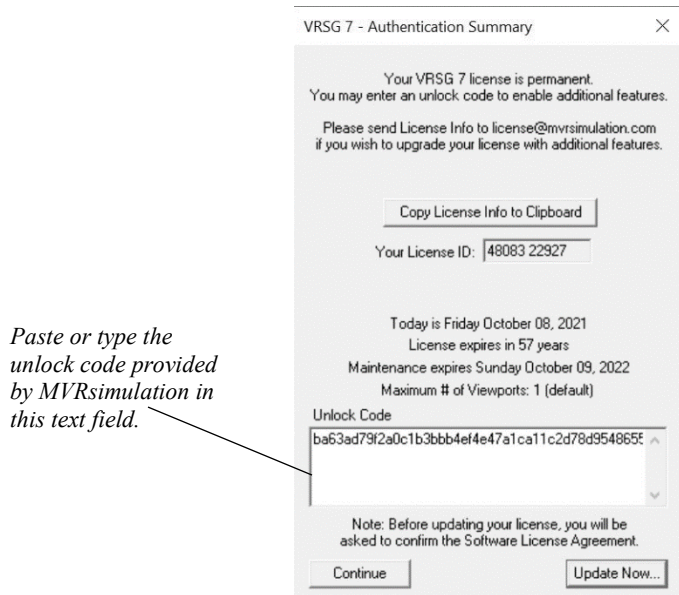 VRSG 7 - Authentication Summary
Your VRSG 7 license is permanent.
You may enter an unlock code to enable additional features.
Please send License Info to license@mvrsimulation.com
if you wish to upgrade your license with additional features.
Copy License Info to Clipboard
Your License ID: 48083 22927
Today is Friday October 08, 2021
License expires in 57 years
Maintenance expires Sunday October 09, 2022
Maximum # of Viewports: 1 (default)
Unlock Code
ba63ad79f2a0c1b3bbb4ef4e47a1ca11c2d78d9548655
Note: Before updating your license, you will be
asked to confirm the Software License Agreement.
Continue
Update Now...
Paste or type the
unlock code provided
by MVRsimulation in
this text field.